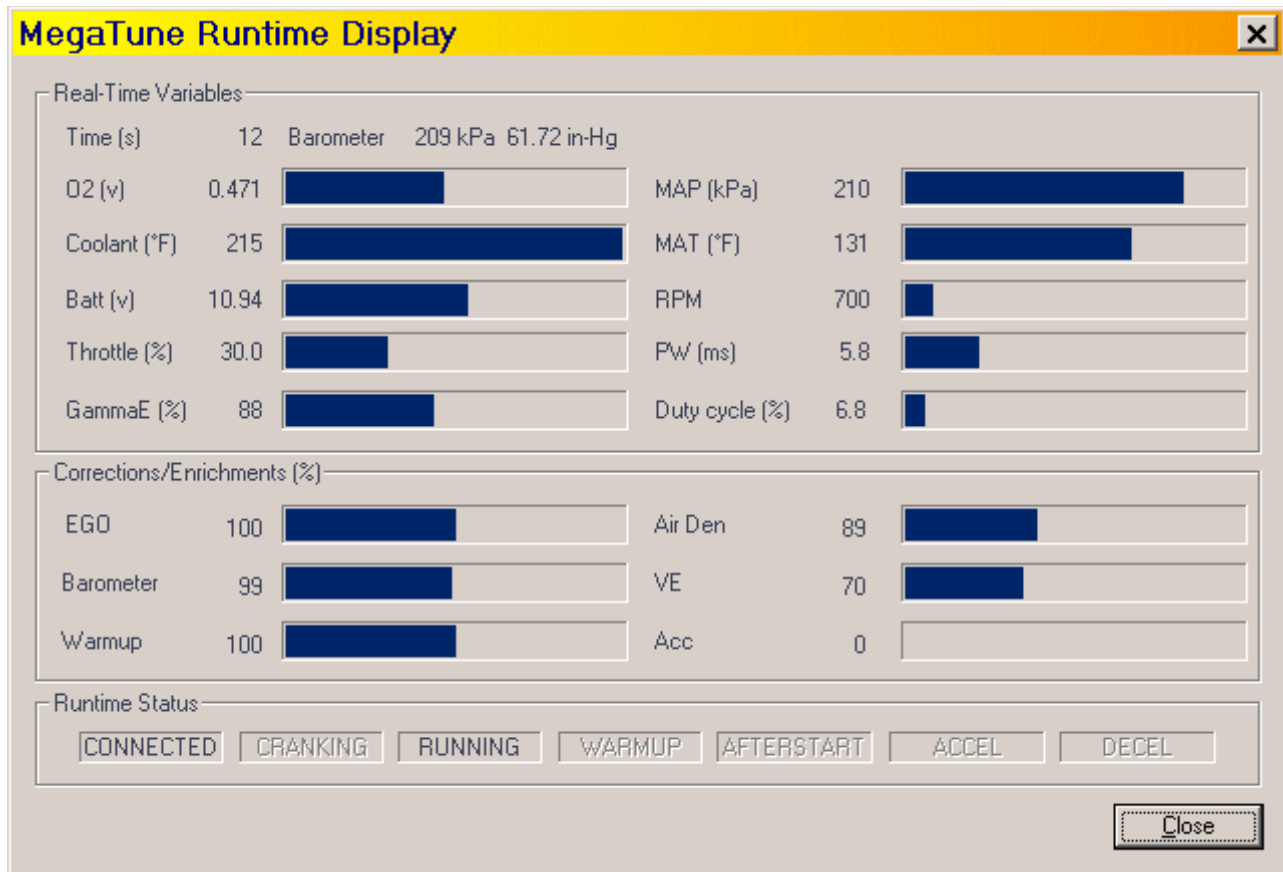 MegaTune Runtime Display
Real-Time Variables
Time (s) 12 Barometer 209 kPa 61.72 in-Hg
O2 (v) 0.471 MAP (kPa) 210
Coolant (°F) 215 MAT (°F) 131
Batt (v) 10.94 RPM 700
Throttle (%) 30.0 PW (ms) 5.8
GammaE (%) 88 Duty cycle (%) 6.8
Corrections/Enrichments (%)
EGO 100 Air Den 89
Barometer 99 VE 70
Warmup 100 Acc 0
Runtime Status
CONNECTED CRANKING RUNNING WARMUP AFTERSTART ACCEL DECEL
Close